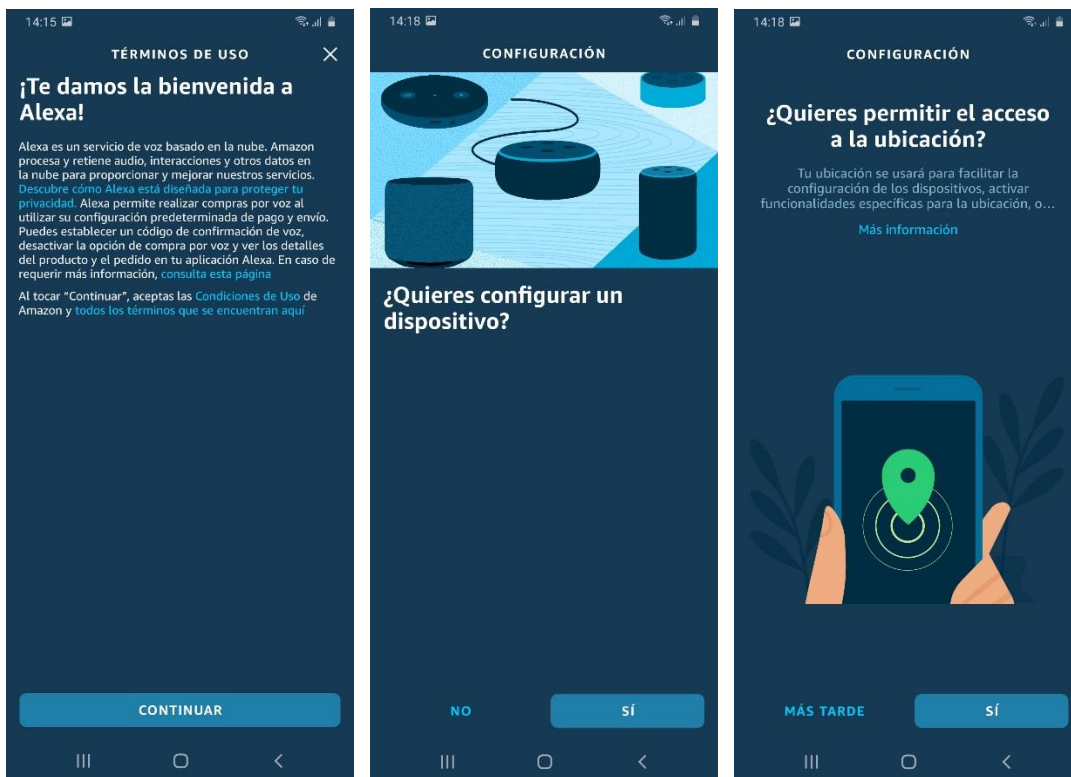 14:15
TÉRMINOS DE USO
¡Te damos la bienvenida a
Alexa!
Alexa es un servicio de voz basado en la nube. Amazon
procesa y retiene audio, interacciones y otros datos en
la nube para proporcionar y mejorar nuestros servicios.
Descubre cómo Alexa está diseñada para proteger tu
privacidad. Alexa permite realizar compras por voz al
utilizar su configuración predeterminada de pago y envío.
Puedes establecer un código de confirmación de voz,
desactivar la opción de compra por voz y ver los detalles
del producto y el pedido en tu aplicación Alexa. En caso de
requerir más información, consulta esta página
Al tocar “Continuar”, aceptas las Condiciones de Uso de
Amazon y todos los términos que se encuentran aquí
CONTINUAR
14:18
CONFIGURACIÓN
¿Quieres configurar un
dispositivo?
NO
SÍ
14:18
CONFIGURACIÓN
¿Quieres permitir el acceso
a la ubicación?
Tu ubicación se usará para facilitar la
configuración de los dispositivos, activar
funcionalidades específicas para la ubicación, o...
Más información
MÁS TARDE
SÍ